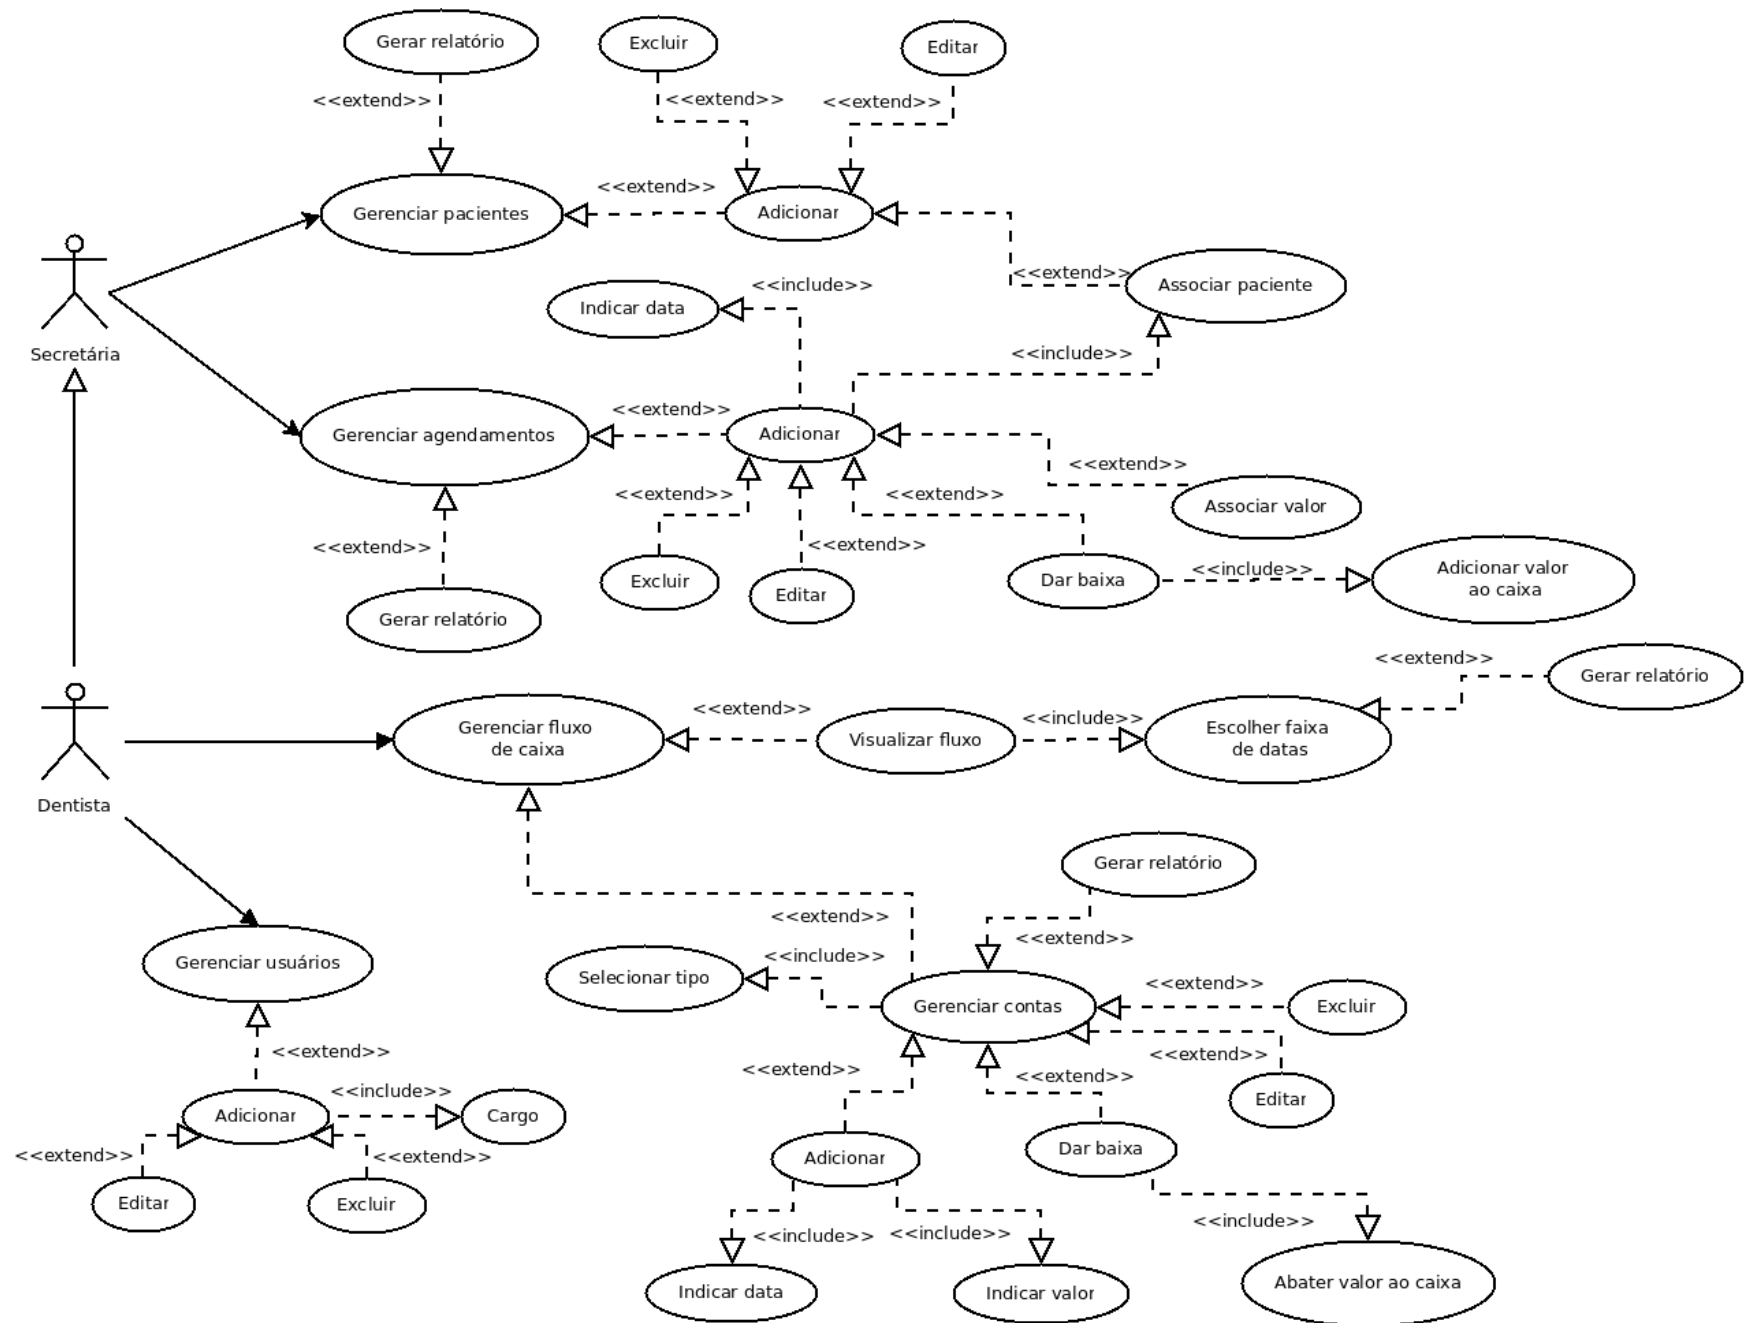 Gerar relatório
Excluir
Editar
<<extend>>
<<extend>>
<<extend>>
<<extend>>
Gerenciar pacientes
Adicionar
<<extend>>
Associar paciente
<<include>>
Indicar data
Secretária
<<include>>
<<extend>>
Gerenciar agendamentos
Adicionar
<<extend>>
<<extend>>
<<extend>>
Associar valor
<<extend>>
<<extend>>
Gerar relatório
Excluir
Editar
Dar baixa
<<include>>
Adicionar valor
ao caixa
<<extend>>
Gerar relatório
Dentista
Gerenciar fluxo
de caixa
<<extend>>
Visualizar fluxo
<<include>>
Escolher faixa
de datas
Gerar relatório
<<extend>>
<<extend>>
Gerenciar usuários
Selecionar tipo
<<include>>
Gerenciar contas
<<extend>>
Excluir
<<extend>>
<<extend>>
<<extend>>
<<extend>>
Editar
<<include>>
Adicionar
Cargo
<<extend>>
<<extend>>
Editar
Excluir
Adicionar
Dar baixa
<<include>>
<<include>>
<<include>>
Indicar data
Indicar valor
Abater valor ao caixa